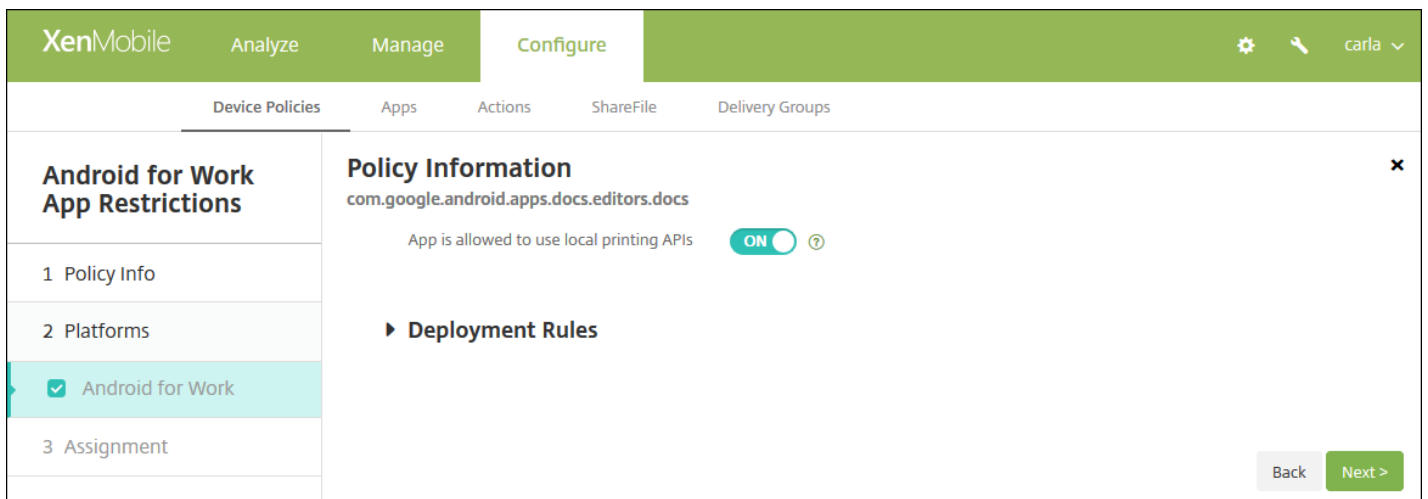 XenMobile Analyze Manage Configure carla
Device Policies Apps Actions ShareFile Delivery Groups
Android for Work
App Restrictions
1 Policy Info
2 Platforms
Android for Work
3 Assignment
Policy Information
com.google.android.apps.docs.editors.docs
App is allowed to use local printing APIs ON ?
Deployment Rules
Back Next >